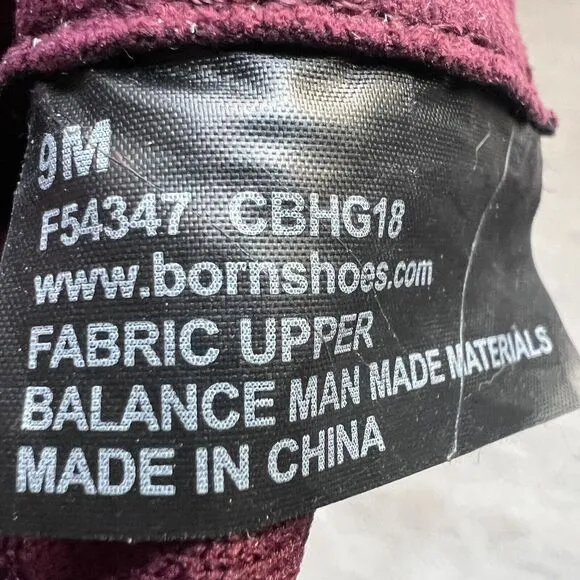 9M
F54347 CBHG18
www.bornshoes.com
FABRIC UPPER
BALANCE MAN MADE MATERIALS
MADE IN CHINA